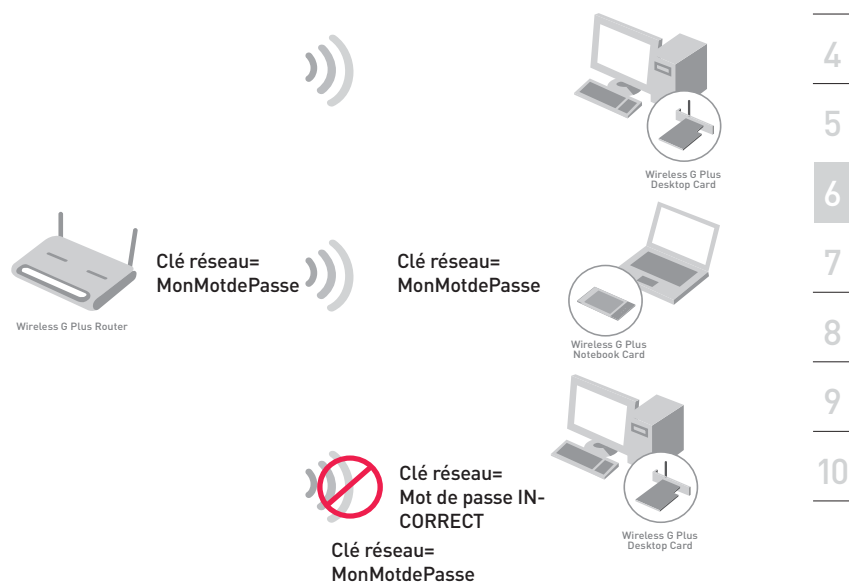 4
5
6
7
8
9
10
Wireless G Plus
Desktop Card
Clé réseau=
MonMotdePasse
Clé réseau=
MonMotdePasse
Wireless G Plus Router
Wireless G Plus
Notebook Card
Clé réseau=
Mot de passe IN-
CORRECT
Wireless G Plus
Desktop Card
Clé réseau=
MonMotdePasse